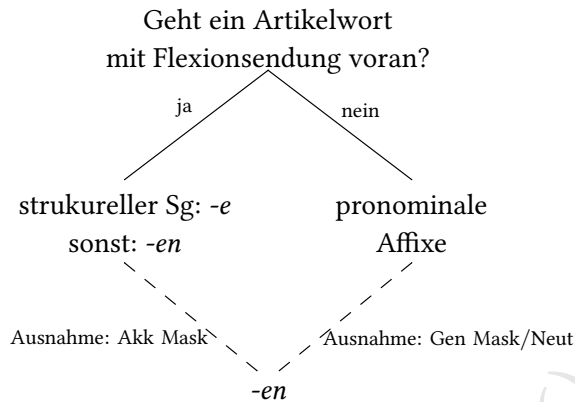 Geht ein Artikelwort
mit Flexionsendung voran?
ja
nein
strukureller Sg: -e
sonst: -en
pronominale
Affixe
Ausnahme: Akk Mask
Ausnahme: Gen Mask/Neut
-en